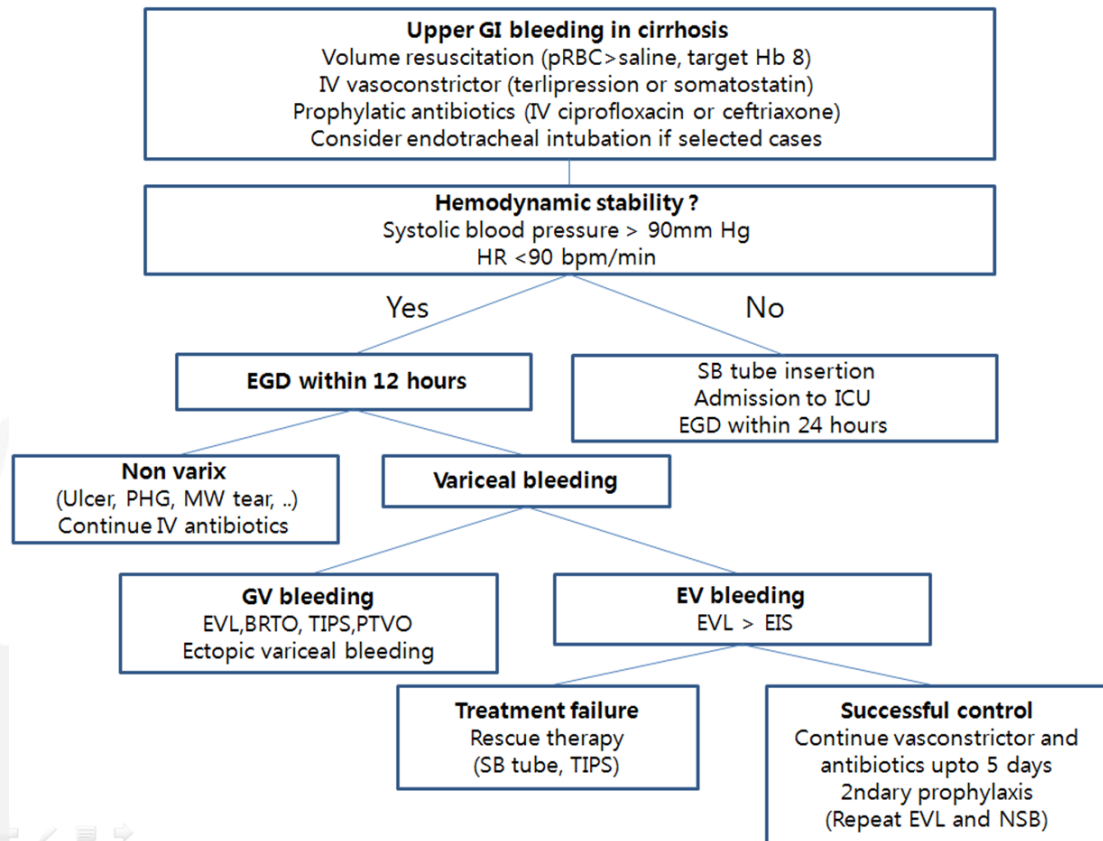 Upper GI bleeding in cirrhosis
Volume resuscitation (pRBC>saline, target Hb 8)
IV vasoconstrictor (terlipression or somatostatin)
Prophylatic antibiotics (IV ciprofloxacin or ceftriaxone)
Consider endotracheal intubation if selected cases
Hemodynamic stability ?
Systolic blood pressure > 90mm Hg
HR <90 bpm/min
Yes
No
EGD within 12 hours
SB tube insertion
Admission to ICU
EGD within 24 hours
Non varix
(Ulcer, PHG, MW tear, ..)
Continue IV antibiotics
Variceal bleeding
GV bleeding
EVL,BRTO, TIPS,PTVO
Ectopic variceal bleeding
EV bleeding
EVL > EIS
Treatment failure
Rescue therapy
(SB tube, TIPS)
Successful control
Continue vasconstrictor and
antibiotics upto 5 days
2ndary prophylaxis
(Repeat EVL and NSB)